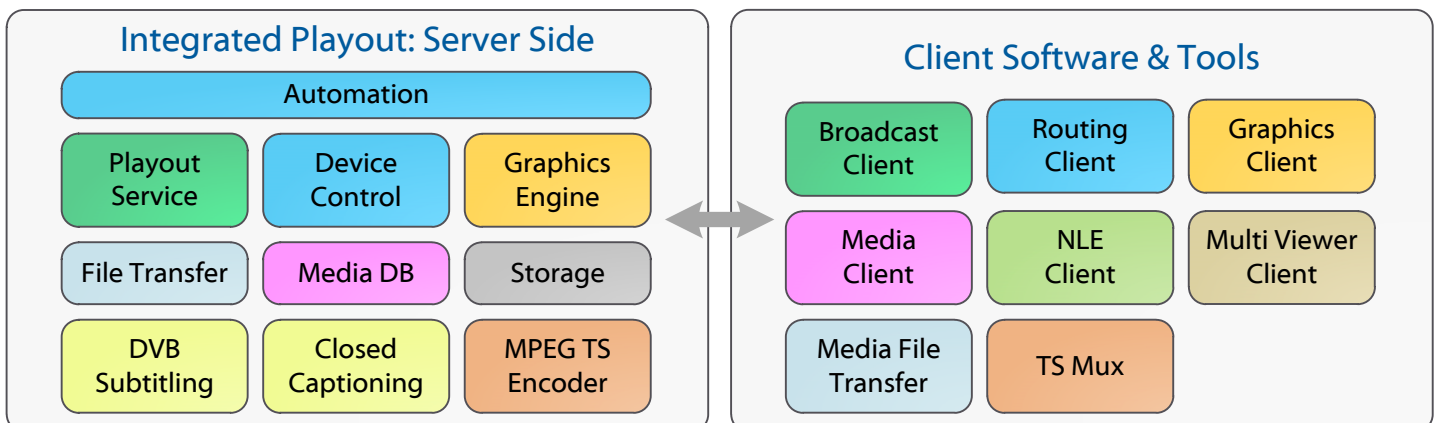 Integrated Playout: Server Side
Automation
Playout
Service
Device
Control
Graphics
Engine
File Transfer
Media DB
Storage
DVB
Subtitling
Closed
Captioning
MPEG TS
Encoder
Client Software & Tools
Broadcast
Client
Routing
Client
Graphics
Client
Media
Client
NLE
Client
Multi Viewer
Client
Media File
Transfer
TS Mux